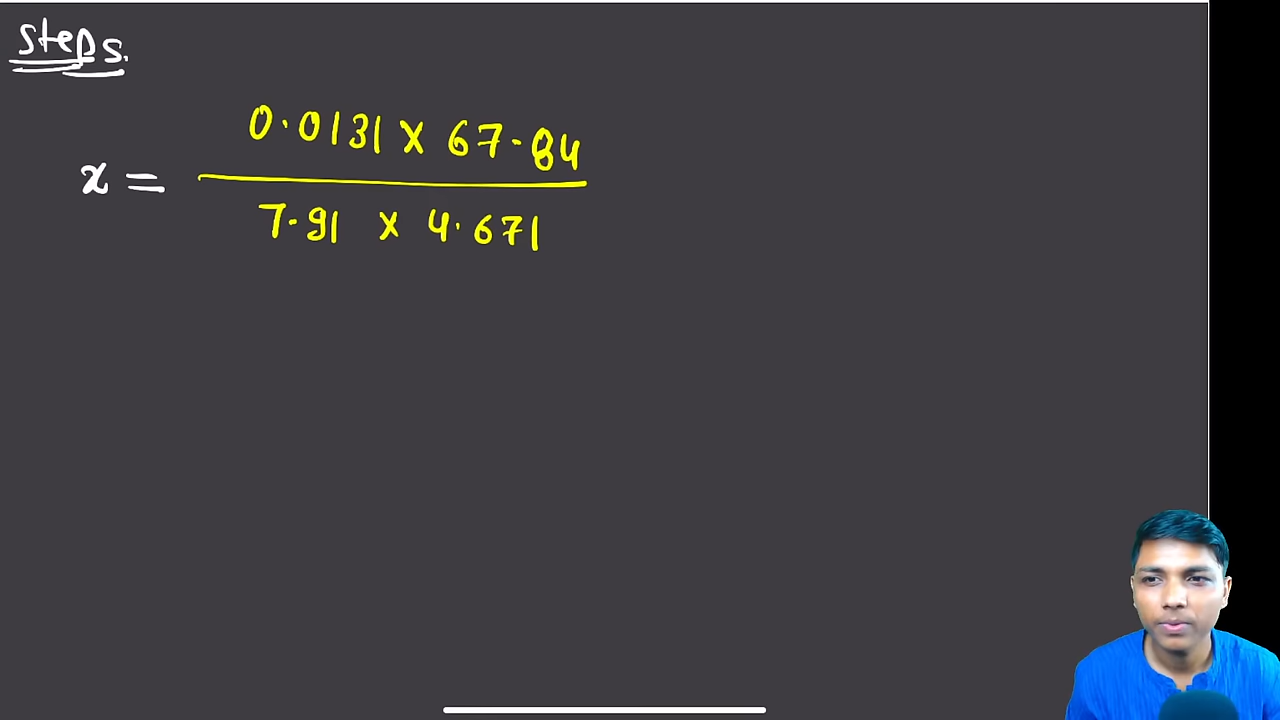 Steps.
0.0131 x 67.84
x =
7.91 x 4.671